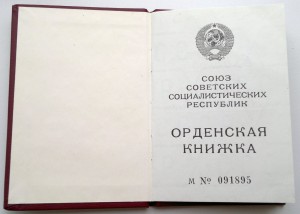 СОЮЗ
СОВЕТСКИХ
СОЦИАЛИСТИЧЕСКИХ
РЕСПУБЛИК
ОРДЕНСКАЯ
КНИЖКА
М № 091895